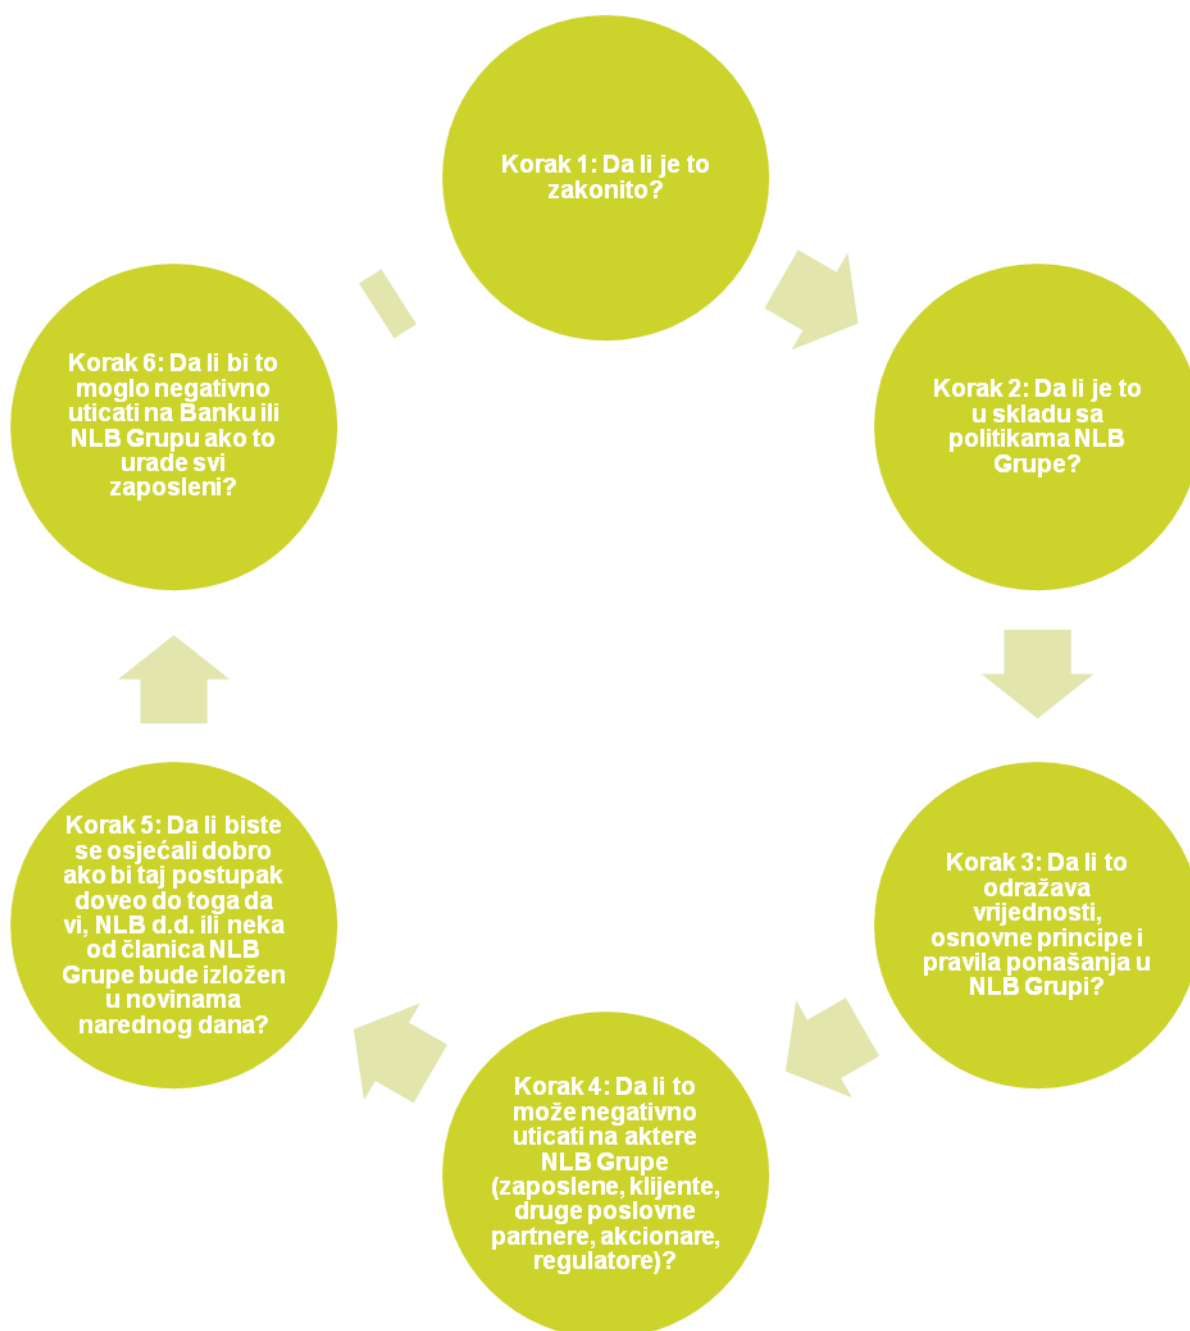 Korak 1: Da li je to
zakonito?
Korak 2: Da li je to
u skladu sa
politikama NLB
Grupe?
Korak 3: Da li to
odražava
vrijednosti,
osnovne principe i
pravila ponašanja u
NLB Grupi?
Korak 4: Da li to
može negativno
uticati na aktere
NLB Grupe
(zaposlene, klijente,
druge poslovne
partnere, akcionare,
regulatore)?
Korak 5: Da li biste
se osjećali dobro
ako bi taj postupak
doveo do toga da
vi, NLB d.d. ili neka
od članica NLB
Grupe bude izložen
u novinama
narednog dana?
Korak 6: Da li bi to
moglo negativno
uticati na Banku ili
NLB Grupu ako to
urade svi
zaposleni?